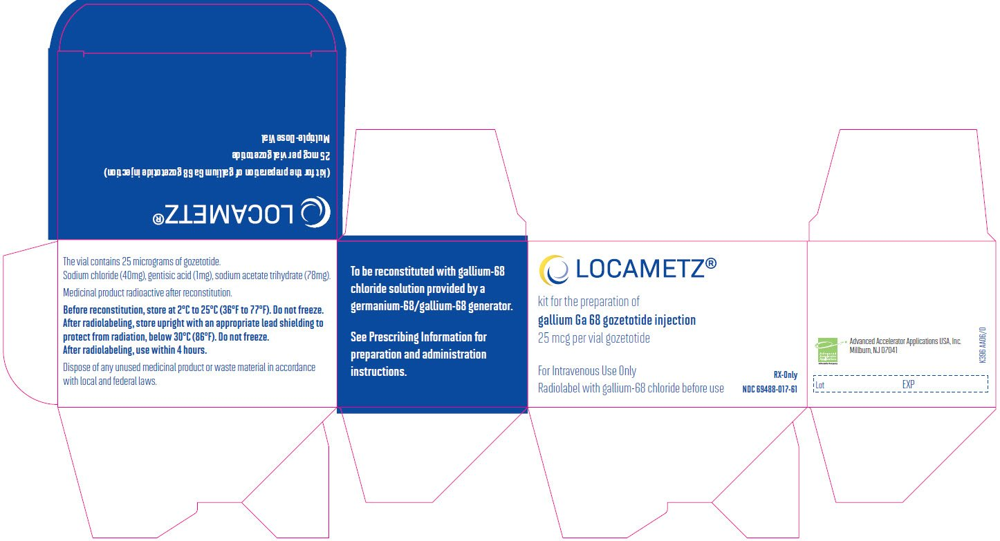 LOCAMETZ®
(kit for the preparation of gallium Ga 68 gozetotide injection)
25 mcg per vial gozetotide
Multiple-Dose Vial
The vial contains 25 micrograms of gozetotide.
Sodium chloride (40mg), gentisic acid (1mg), sodium acetate trihydrate (78mg).
Medicinal product radioactive after reconstitution.
Before reconstitution, store at 2°C to 25°C (36°F to 77°F). Do not freeze.
After radiolabeling, store upright with an appropriate lead shielding to
protect from radiation, below 30°C (86°F). Do not freeze.
After radiolabeling, use within 4 hours.
Dispose of any unused medicinal product or waste material in accordance
with local and federal laws.
To be reconstituted with gallium-68
chloride solution provided by a
germanium-68/gallium-68 generator.
See Prescribing Information for
preparation and administration
instructions.
LOCAMETZ®
kit for the preparation of
gallium Ga 68 gozetotide injection
25 mcg per vial gozetotide
For Intravenous Use Only
Radiolabel with gallium-68 chloride before use
RX-Only
NDC 69488-017-61
Advanced
Accelerator
Applications
Advanced Accelerator Applications USA, Inc.
Millburn, NJ 07041
K396 AA06/D
Lot EXP